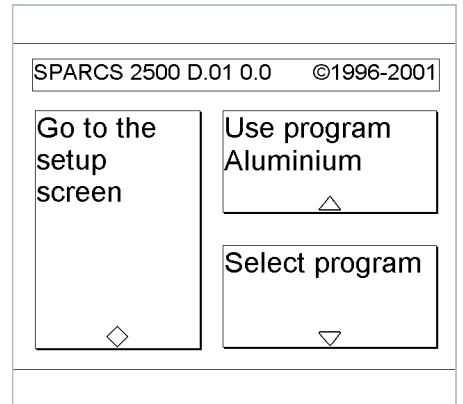 SPARCS 2500 D.01 0.0 ©1996-2001
Go to the
setup
screen
Use program
Aluminium
Select program